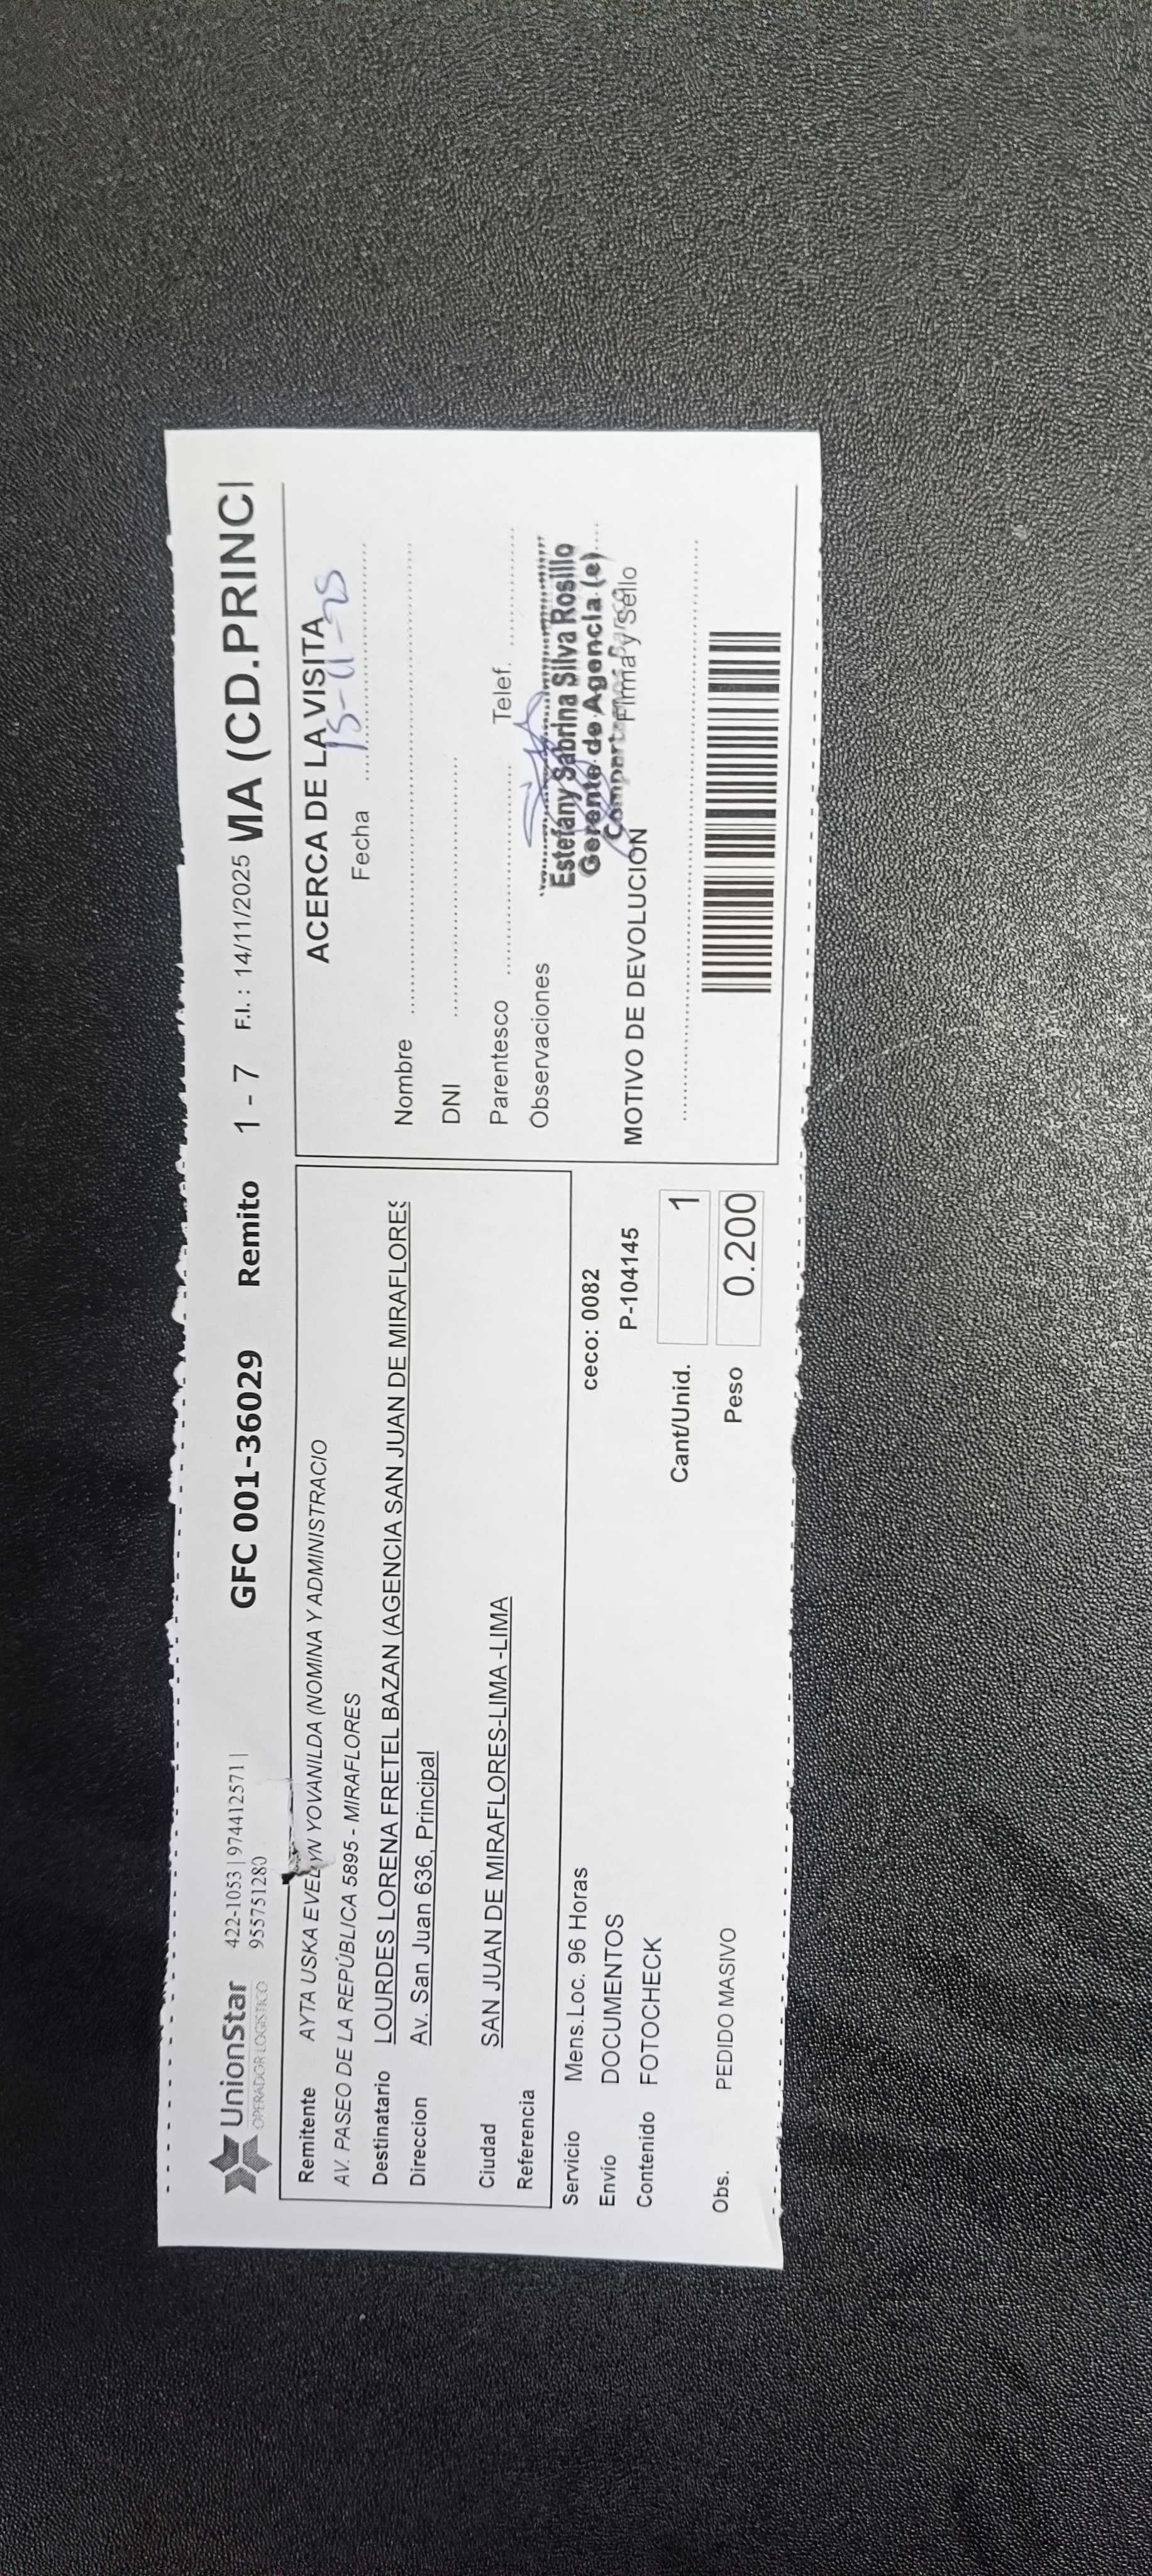 UnionStar
OPERADOR LOGISTICO
422-1053 | 974412571 |
955751280
GFC 001-36029 Remito 1 - 7 F.I. : 14/11/2025 MA (CD.PRINCI
Remitente AYTA USKA EVELYN YOVANILDA (NOMINA Y ADMINISTRACIO
AV. PASEO DE LA REPÚBLICA 5895 - MIRAFLORES
Destinatario LOURDES LORENA FRETEL BAZAN (AGENCIA SAN JUAN DE MIRAFLORES
Direccion Av. San Juan 636, Principal
Ciudad SAN JUAN DE MIRAFLORES-LIMA -LIMA
Referencia
Servicio Mens.Loc. 96 Horas ceco: 0082
Envío DOCUMENTOS P-104145
Contenido FOTOCHECK
Cant/Unid. 1
Obs. PEDIDO MASIVO Peso 0.200
ACERCA DE LA VISITA
Fecha 15-11-25
Nombre
DNI
Parentesco Telef.
Observaciones
Estefany Sabrina Silva Rosillo
Gerente de Agencia (e)
Firma y Sello
MOTIVO DE DEVOLUCION